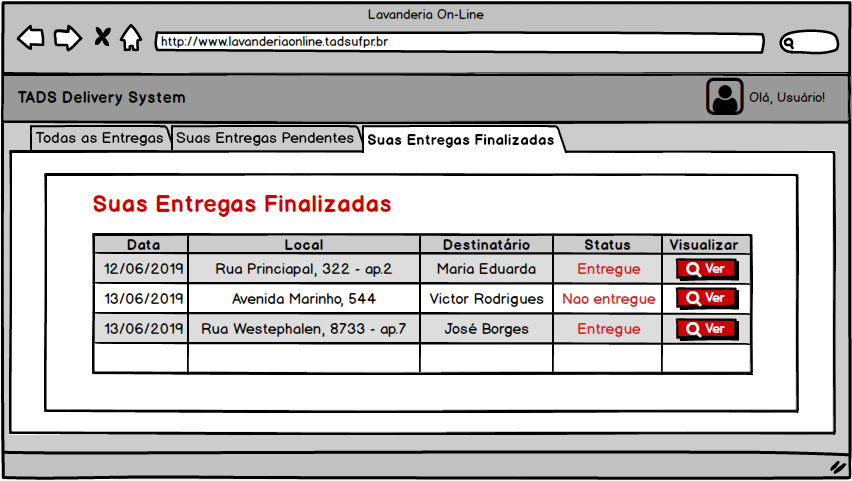 Lavanderia On-Line
http://www.lavanderiaonline.tadsufpr.br
TADS Delivery System
Olá, Usuário!
Todas as Entregas Suas Entregas Pendentes Suas Entregas Finalizadas
Suas Entregas Finalizadas
Data Local Destinatário Status Visualizar
12/06/2019 Rua Princiapal, 322 - ap.2 Maria Eduarda Entregue Ver
13/06/2019 Avenida Marinho, 544 Victor Rodrigues Nao entregue Ver
13/06/2019 Rua Westephalen, 8733 - ap.7 José Borges Entregue Ver